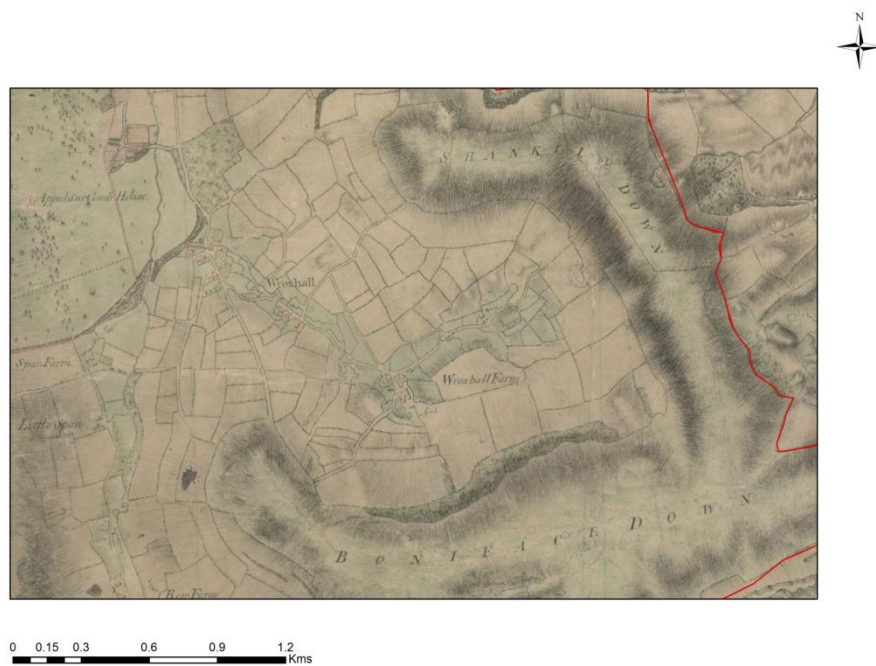 N
SHANKLIN DOWN
Appuldurcomb House
Wroxhall
Span Farm
Wroxhall Farm
Little Span
BONIFACE DOWN
Row Farm
0 0.15 0.3 0.6 0.9 1.2
Kms